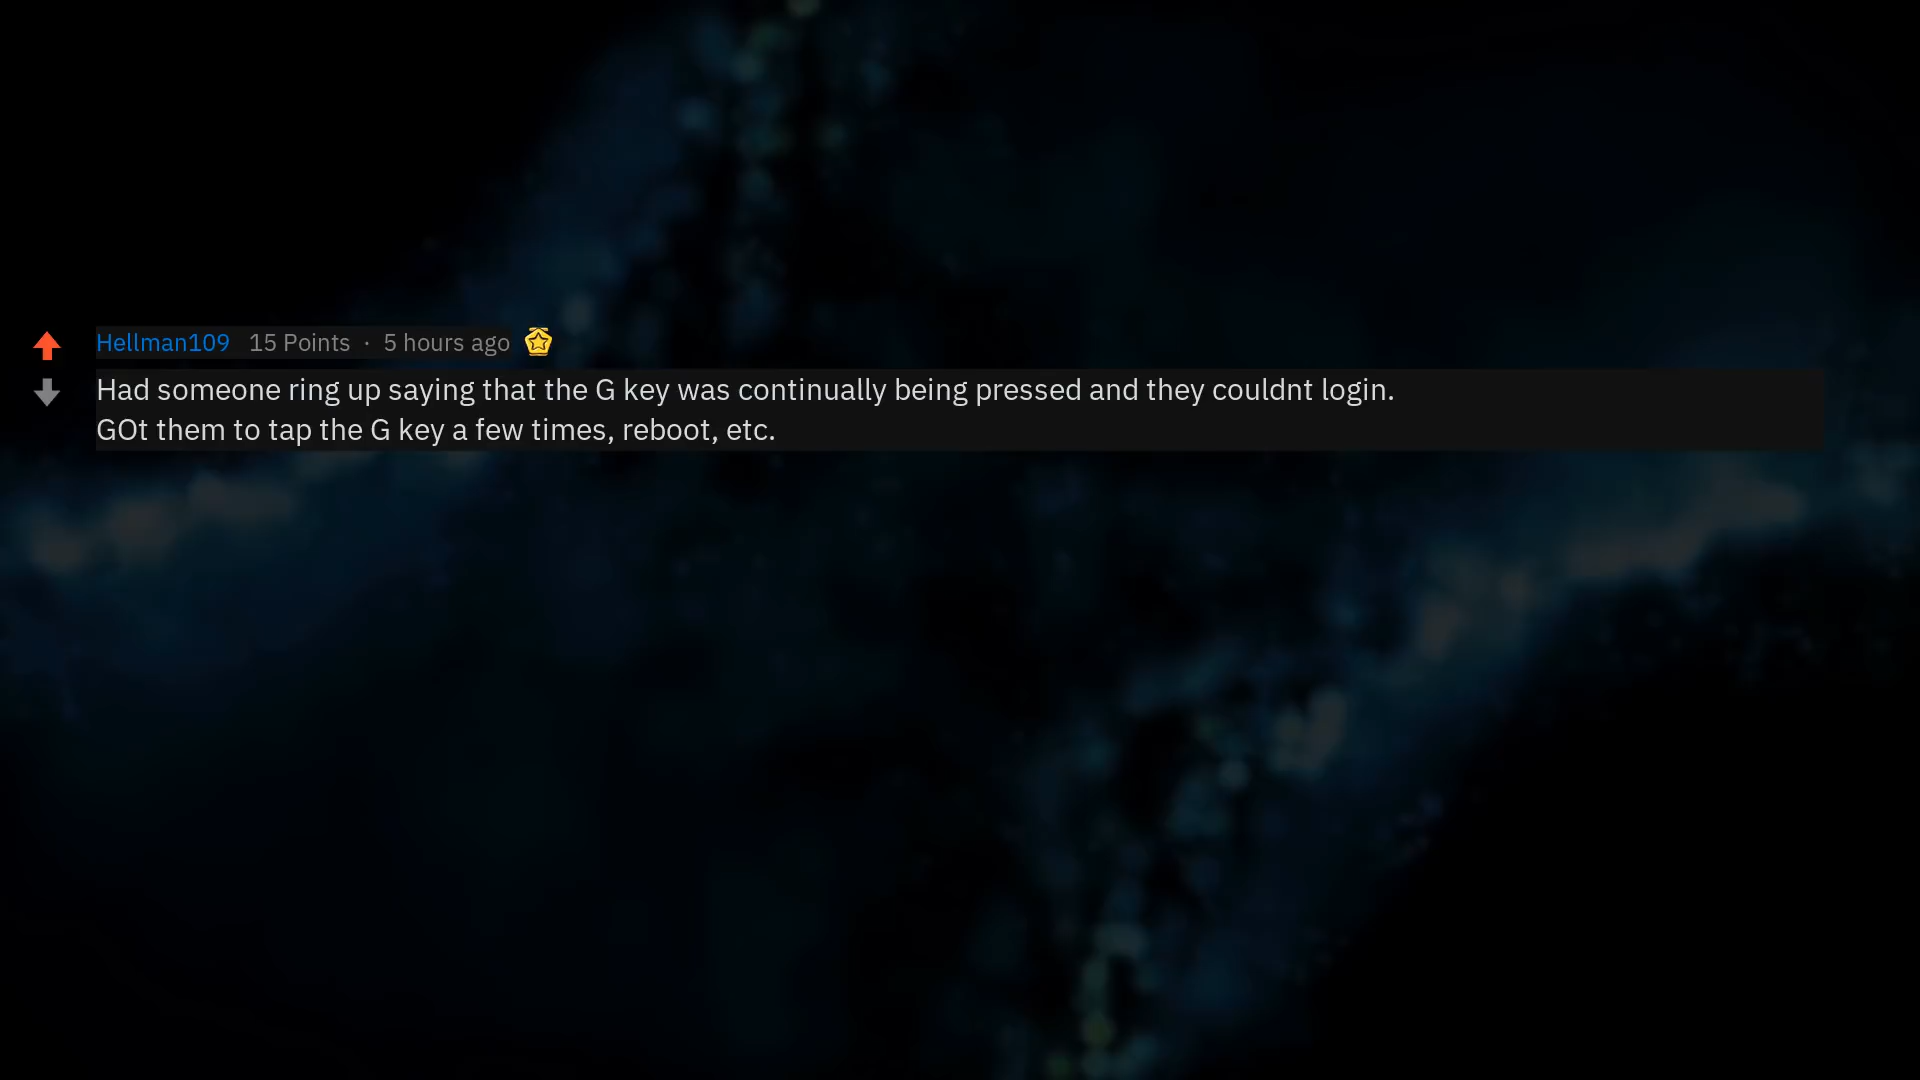 Hellman109 15 Points · 5 hours ago
Had someone ring up saying that the G key was continually being pressed and they couldnt login.
GOt them to tap the G key a few times, reboot, etc.